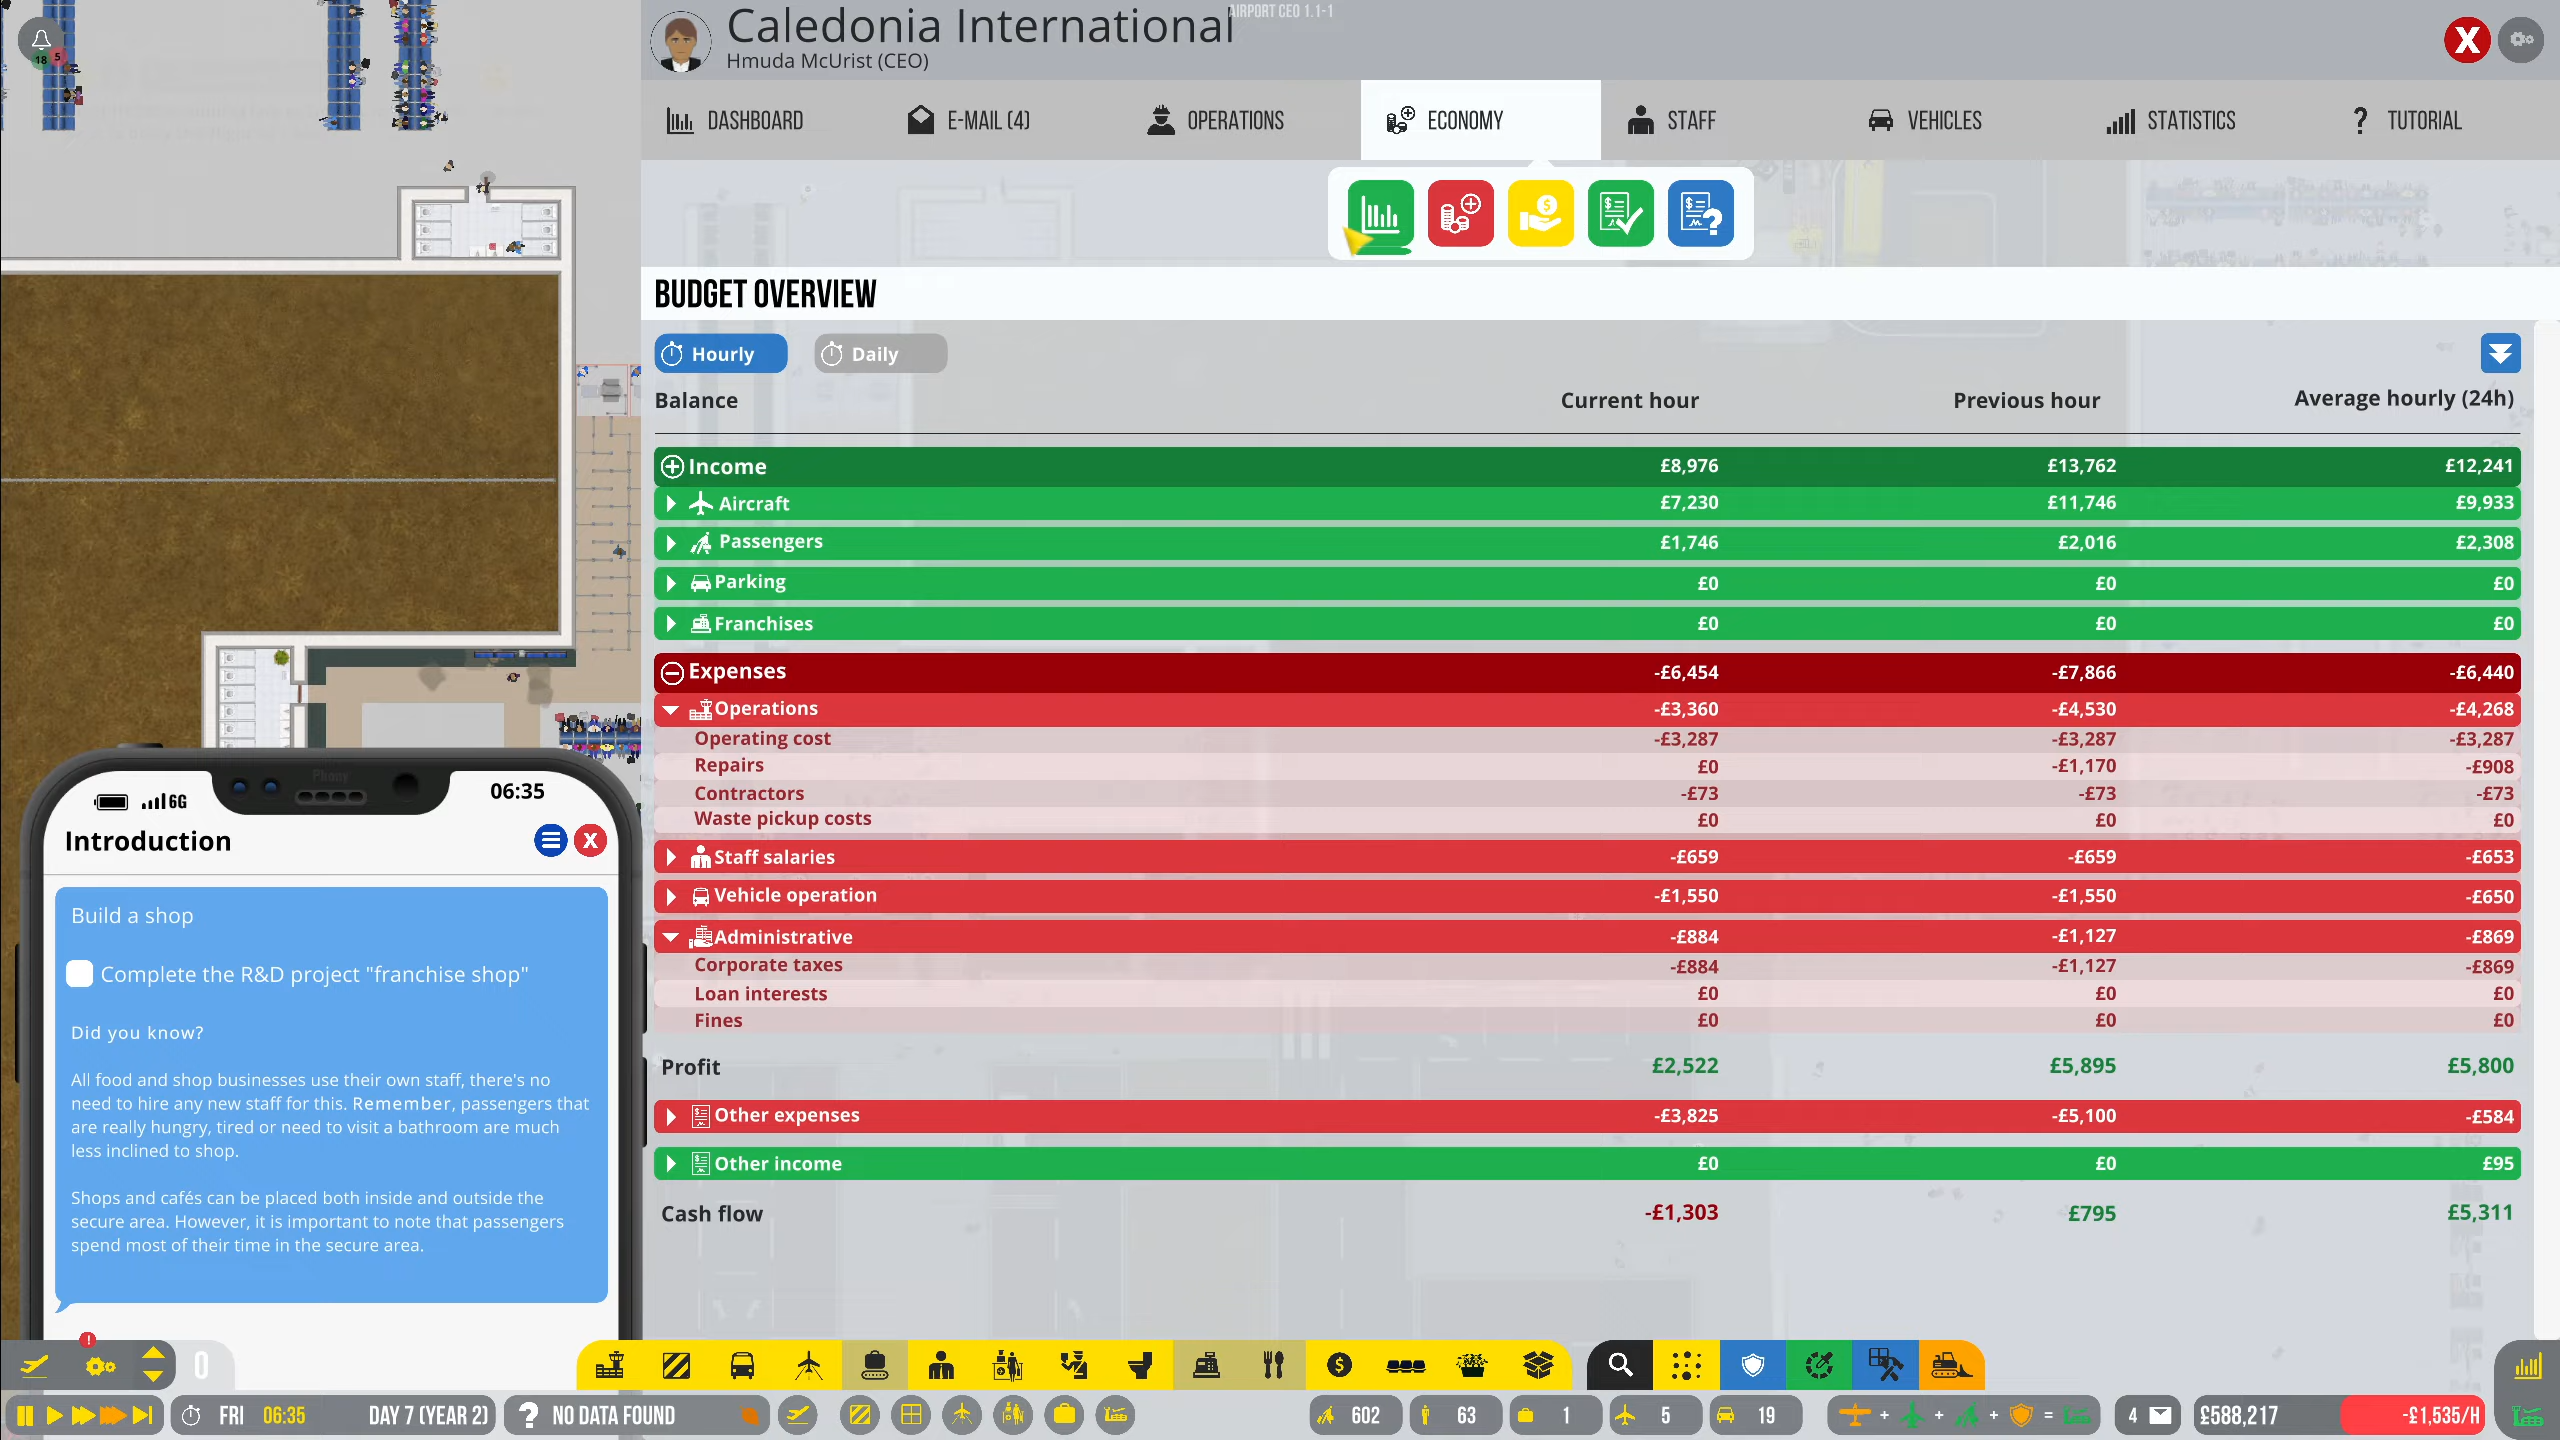 AIRPORT CEO 1.1-1
Caledonia International
Hmuda McUrist (CEO)
X
18 5
DASHBOARD
E-MAIL (4)
OPERATIONS
ECONOMY
STAFF
VEHICLES
STATISTICS
? TUTORIAL
BUDGET OVERVIEW
Hourly Daily
Balance Current hour Previous hour Average hourly (24h)
Income £8,976 £13,762 £12,241
Aircraft £7,230 £11,746 £9,933
Passengers £1,746 £2,016 £2,308
Parking £0 £0 £0
Franchises £0 £0 £0
Expenses -£6,454 -£7,866 -£6,440
Operations -£3,360 -£4,530 -£4,268
Operating cost -£3,287 -£3,287 -£3,287
Repairs £0 -£1,170 -£908
Contractors -£73 -£73 -£73
Waste pickup costs £0 £0 £0
Staff salaries -£659 -£659 -£653
Vehicle operation -£1,550 -£1,550 -£650
Administrative -£884 -£1,127 -£869
Corporate taxes -£884 -£1,127 -£869
Loan interests £0 £0 £0
Fines £0 £0 £0
Profit £2,522 £5,895 £5,800
Other expenses -£3,825 -£5,100 -£584
Other income £0 £0 £95
Cash flow -£1,303 £795 £5,311
Phony
6G 06:35
Introduction X
Build a shop
Complete the R&D project "franchise shop"
Did you know?
All food and shop businesses use their own staff, there's no
need to hire any new staff for this. Remember, passengers that
are really hungry, tired or need to visit a bathroom are much
less inclined to shop.
Shops and cafés can be placed both inside and outside the
secure area. However, it is important to note that passengers
spend most of their time in the secure area.
! 0
FRI 06:35 DAY 7 (YEAR 2) ? NO DATA FOUND 602 63 1 5 19 + + + = 4 £588,217 -£1,535/H